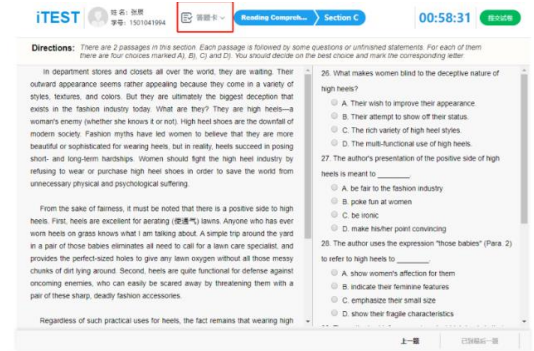 iTEST
姓名: 张
学号: 1501041994
答题卡
Reading Compreh...
Section C
00:58:31
提交试卷
Directions: There are 2 passages in this section. Each passage is followed by some questions or unfinished statements. For each of them
there are four choices marked A), B), C) and D). You should decide on the best choice and mark the corresponding letter.
In department stores and closets all over the world, they are waiting. Their
outward appearance seems rather appealing because they come in a variety of
styles, textures, and colors. But they are ultimately the biggest deception that
exists in the fashion industry today. What are they? They are high heels—a
woman's enemy (whether she knows it or not). High heel shoes are the downfall of
modern society. Fashion myths have led women to believe that they are more
beautiful or sophisticated for wearing heels, but in reality, heels succeed in posing
short- and long-term hardships. Women should fight the high heel industry by
refusing to wear or purchase high heel shoes in order to save the world from
unnecessary physical and psychological suffering.
From the sake of fairness, it must be noted that there is a positive side to high
heels. First, heels are excellent for aerating (使通气) lawns. Anyone who has ever
worn heels on grass knows what I am talking about. A simple trip around the yard
in a pair of those babies eliminates all need to call for a lawn care specialist, and
provides the perfect-sized holes to give any lawn oxygen without all those messy
chunks of dirt lying around. Second, heels are quite functional for defense against
oncoming enemies, who can easily be scared away by threatening them with a
pair of these sharp, deadly fashion accessories.
Regardless of such practical uses for heels, the fact remains that wearing high
26. What makes women blind to the deceptive nature of
high heels?
A. Their wish to improve their appearance.
B. Their attempt to show off their status.
C. The rich variety of high heel styles.
D. The multi-functional use of high heels.
27. The author's presentation of the positive side of high
heels is meant to ______.
A. be fair to the fashion industry
B. poke fun at women
C. be ironic
D. make his/her point convincing
28. The author uses the expression "those babies" (Para. 2)
to refer to high heels to ______.
A. show women's affection for them
B. indicate their feminine features
C. emphasize their small size
D. show their fragile characteristics
上一题
已到最后一题